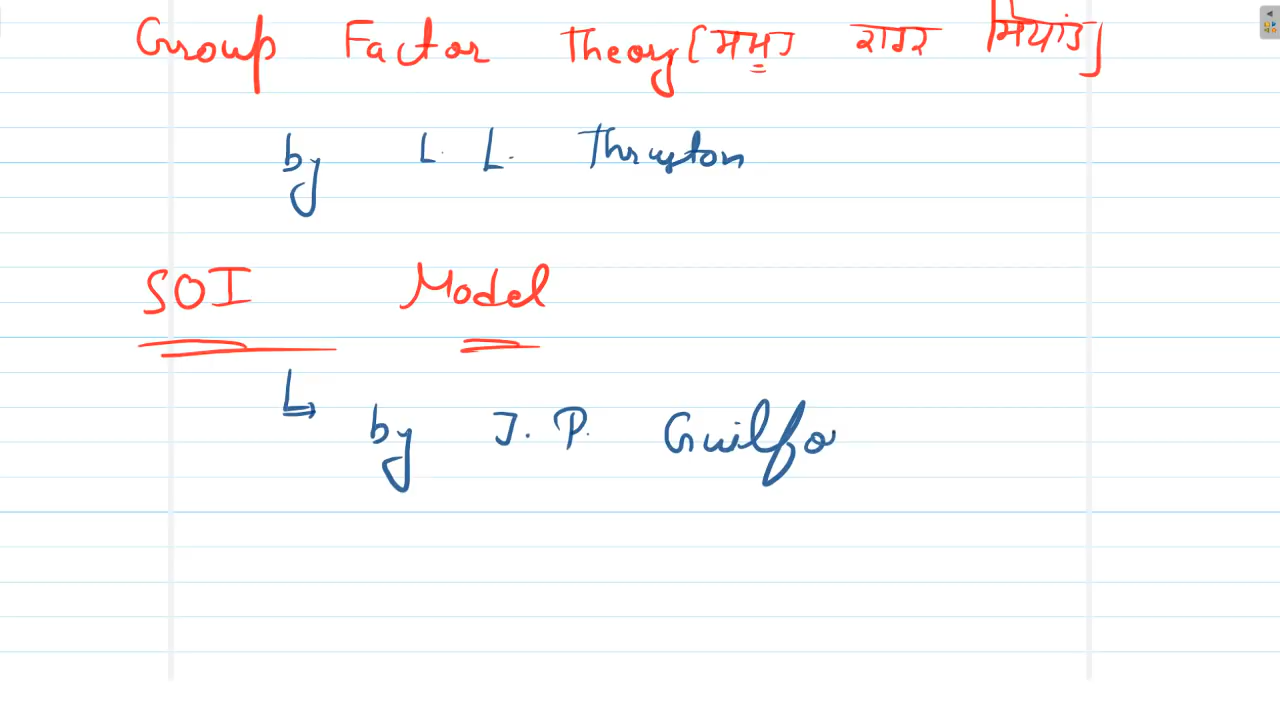 Group Factor Theory [
by L. L. Thruston
SOI Model
by J. P. Guilfo